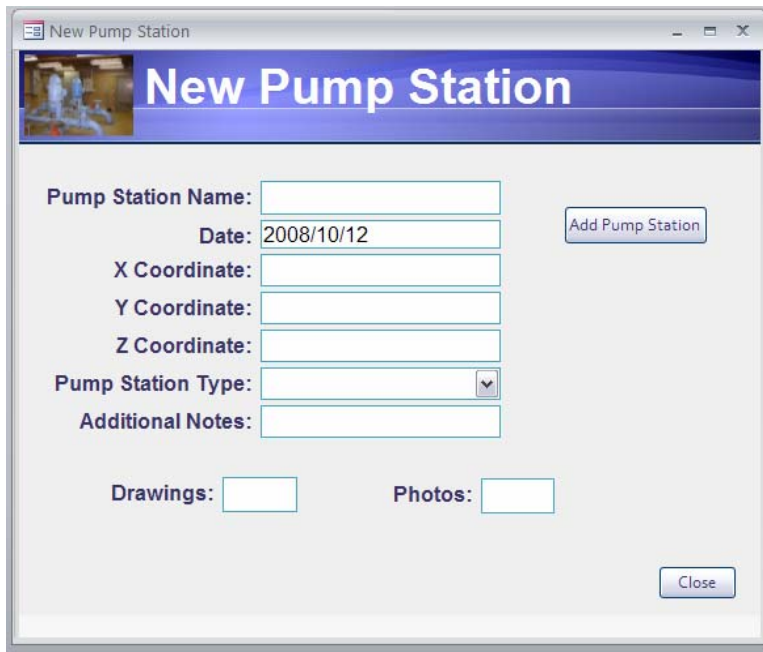 New Pump Station
New Pump Station
Pump Station Name:
Add Pump Station
Date: 2008/10/12
X Coordinate:
Y Coordinate:
Z Coordinate:
Pump Station Type:
Additional Notes:
Drawings: Photos:
Close